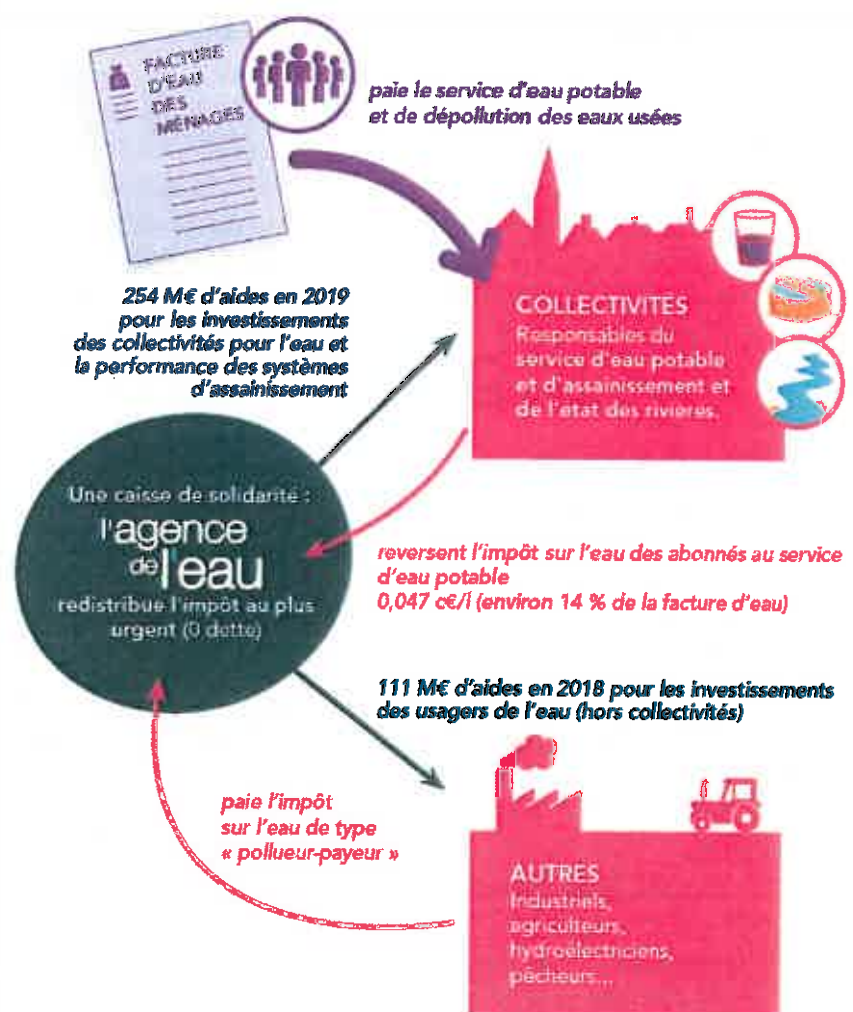 FACTURE
D'EAU
DES
MÉNAGES
paie le service d'eau potable
et de dépollution des eaux usées
254 M€ d'aides en 2019
pour les investissements
des collectivités pour l'eau et
la performance des systèmes
d'assainissement
COLLECTIVITÉS
Responsables du
service d'eau potable
et d'assainissement et
de l'état des rivières.
Une caisse de solidarité :
l'agence
de l'eau
redistribue l'impôt au plus
urgent (0 dette)
reversent l'impôt sur l'eau des abonnés au service
d'eau potable
0,047 c€/l (environ 14 % de la facture d'eau)
111 M€ d'aides en 2018 pour les investissements
des usagers de l'eau (hors collectivités)
paie l'impôt
sur l'eau de type
« pollueur-payeur »
AUTRES
Industriels,
agriculteurs,
hydroélectriciens,
pêcheurs...